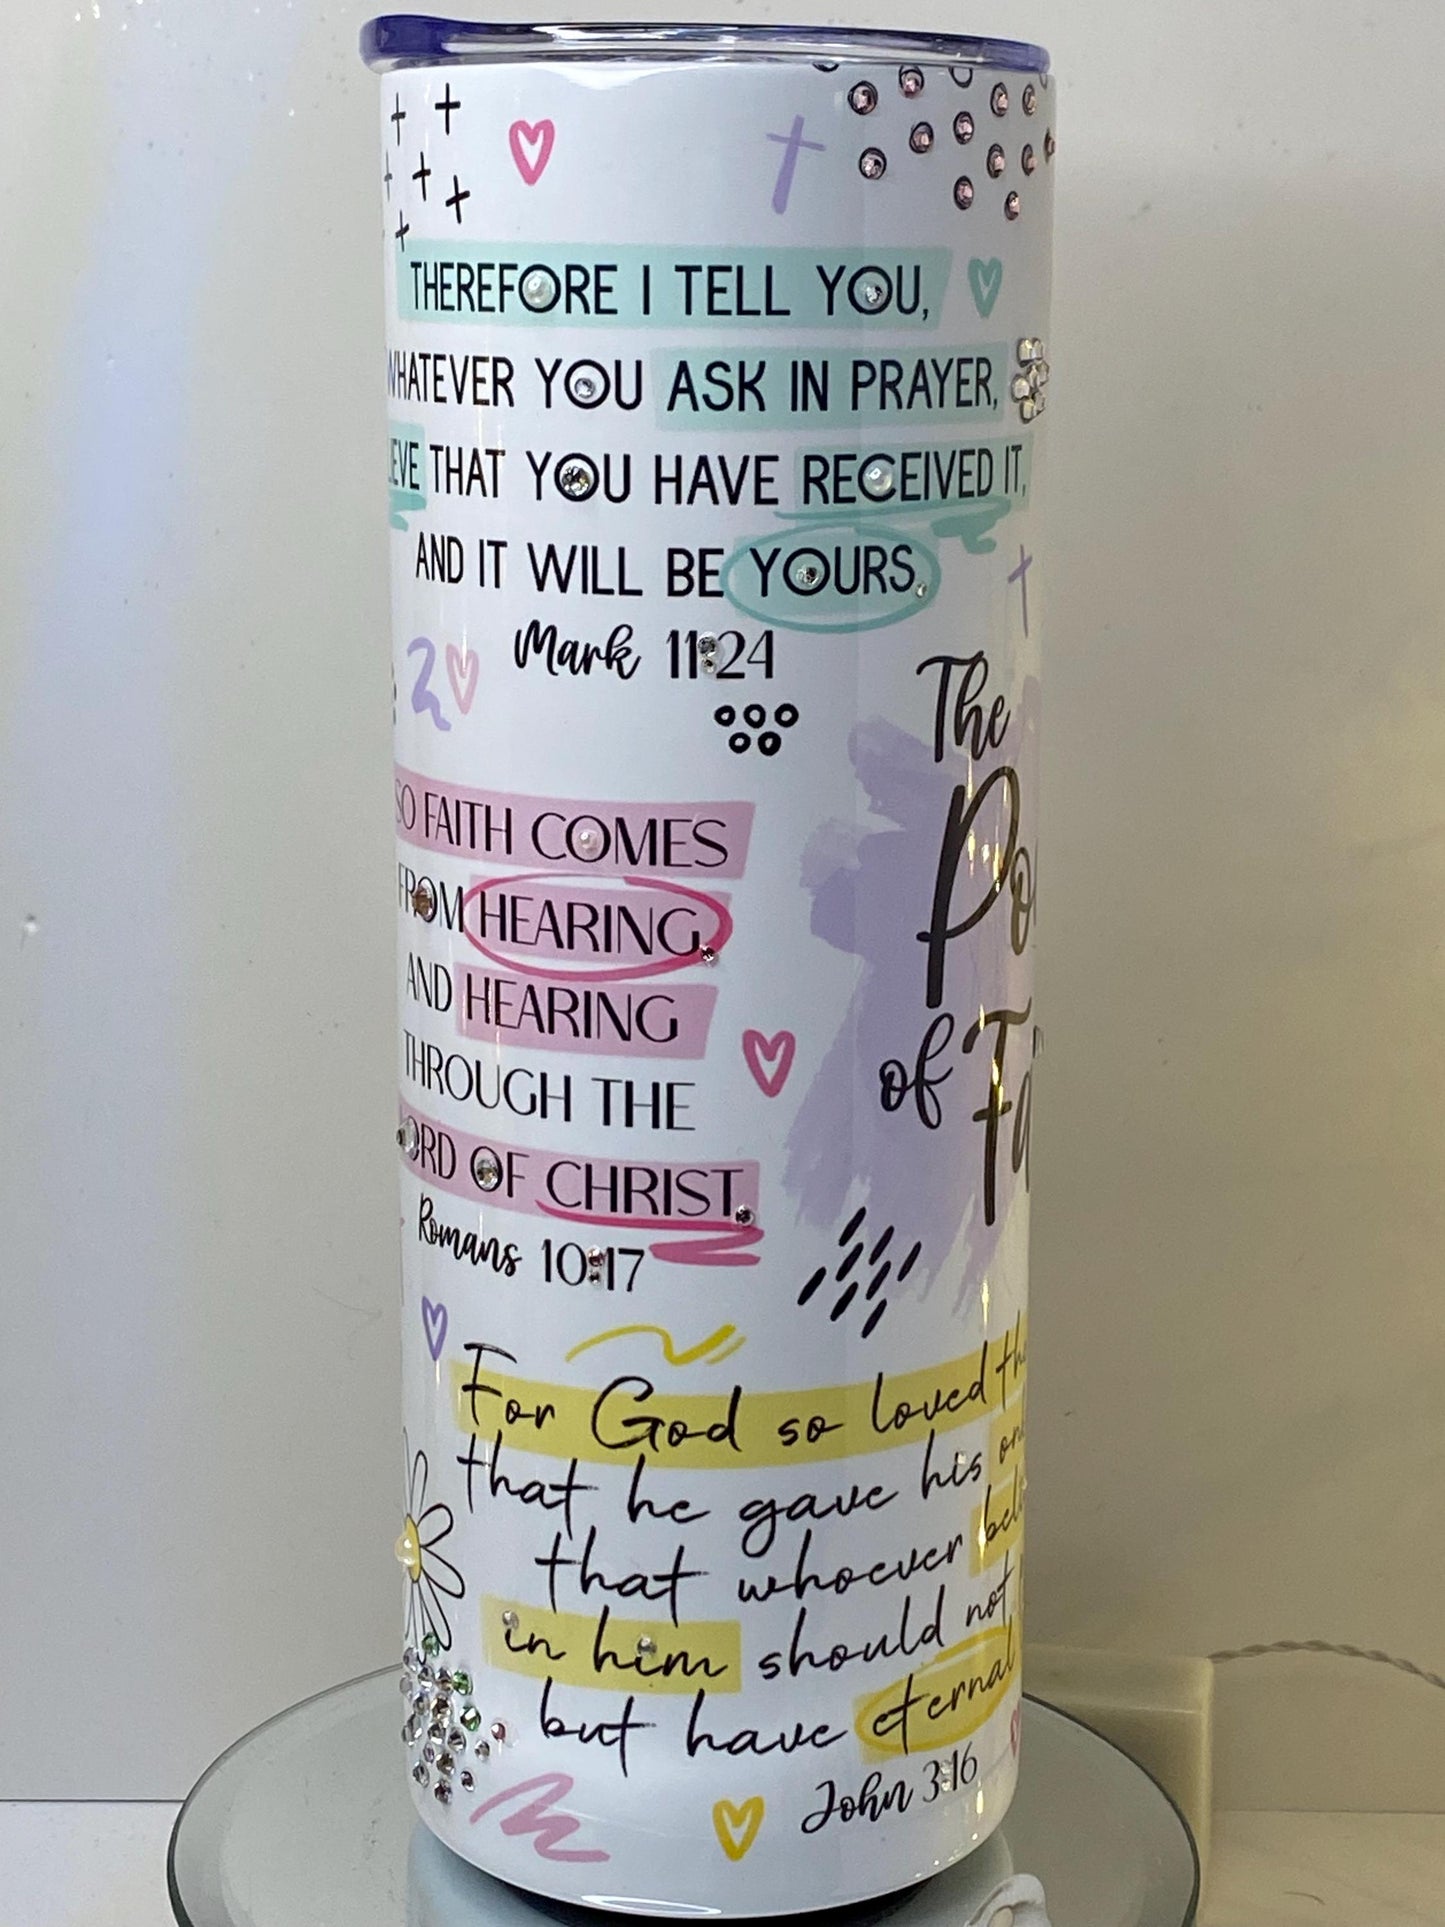 THEREFORE I TELL YOU,
WHATEVER YOU ASK IN PRAYER,
THAT YOU HAVE RECEIVED IT,
AND IT WILL BE YOURS.
Mark 11:24
The
of
SO FAITH COMES
FROM HEARING,
AND HEARING
THROUGH THE
OF CHRIST.
Romans 10:17
For God so loved
that he gave his
that whoever
in him should not
but have eternal
John 3:16